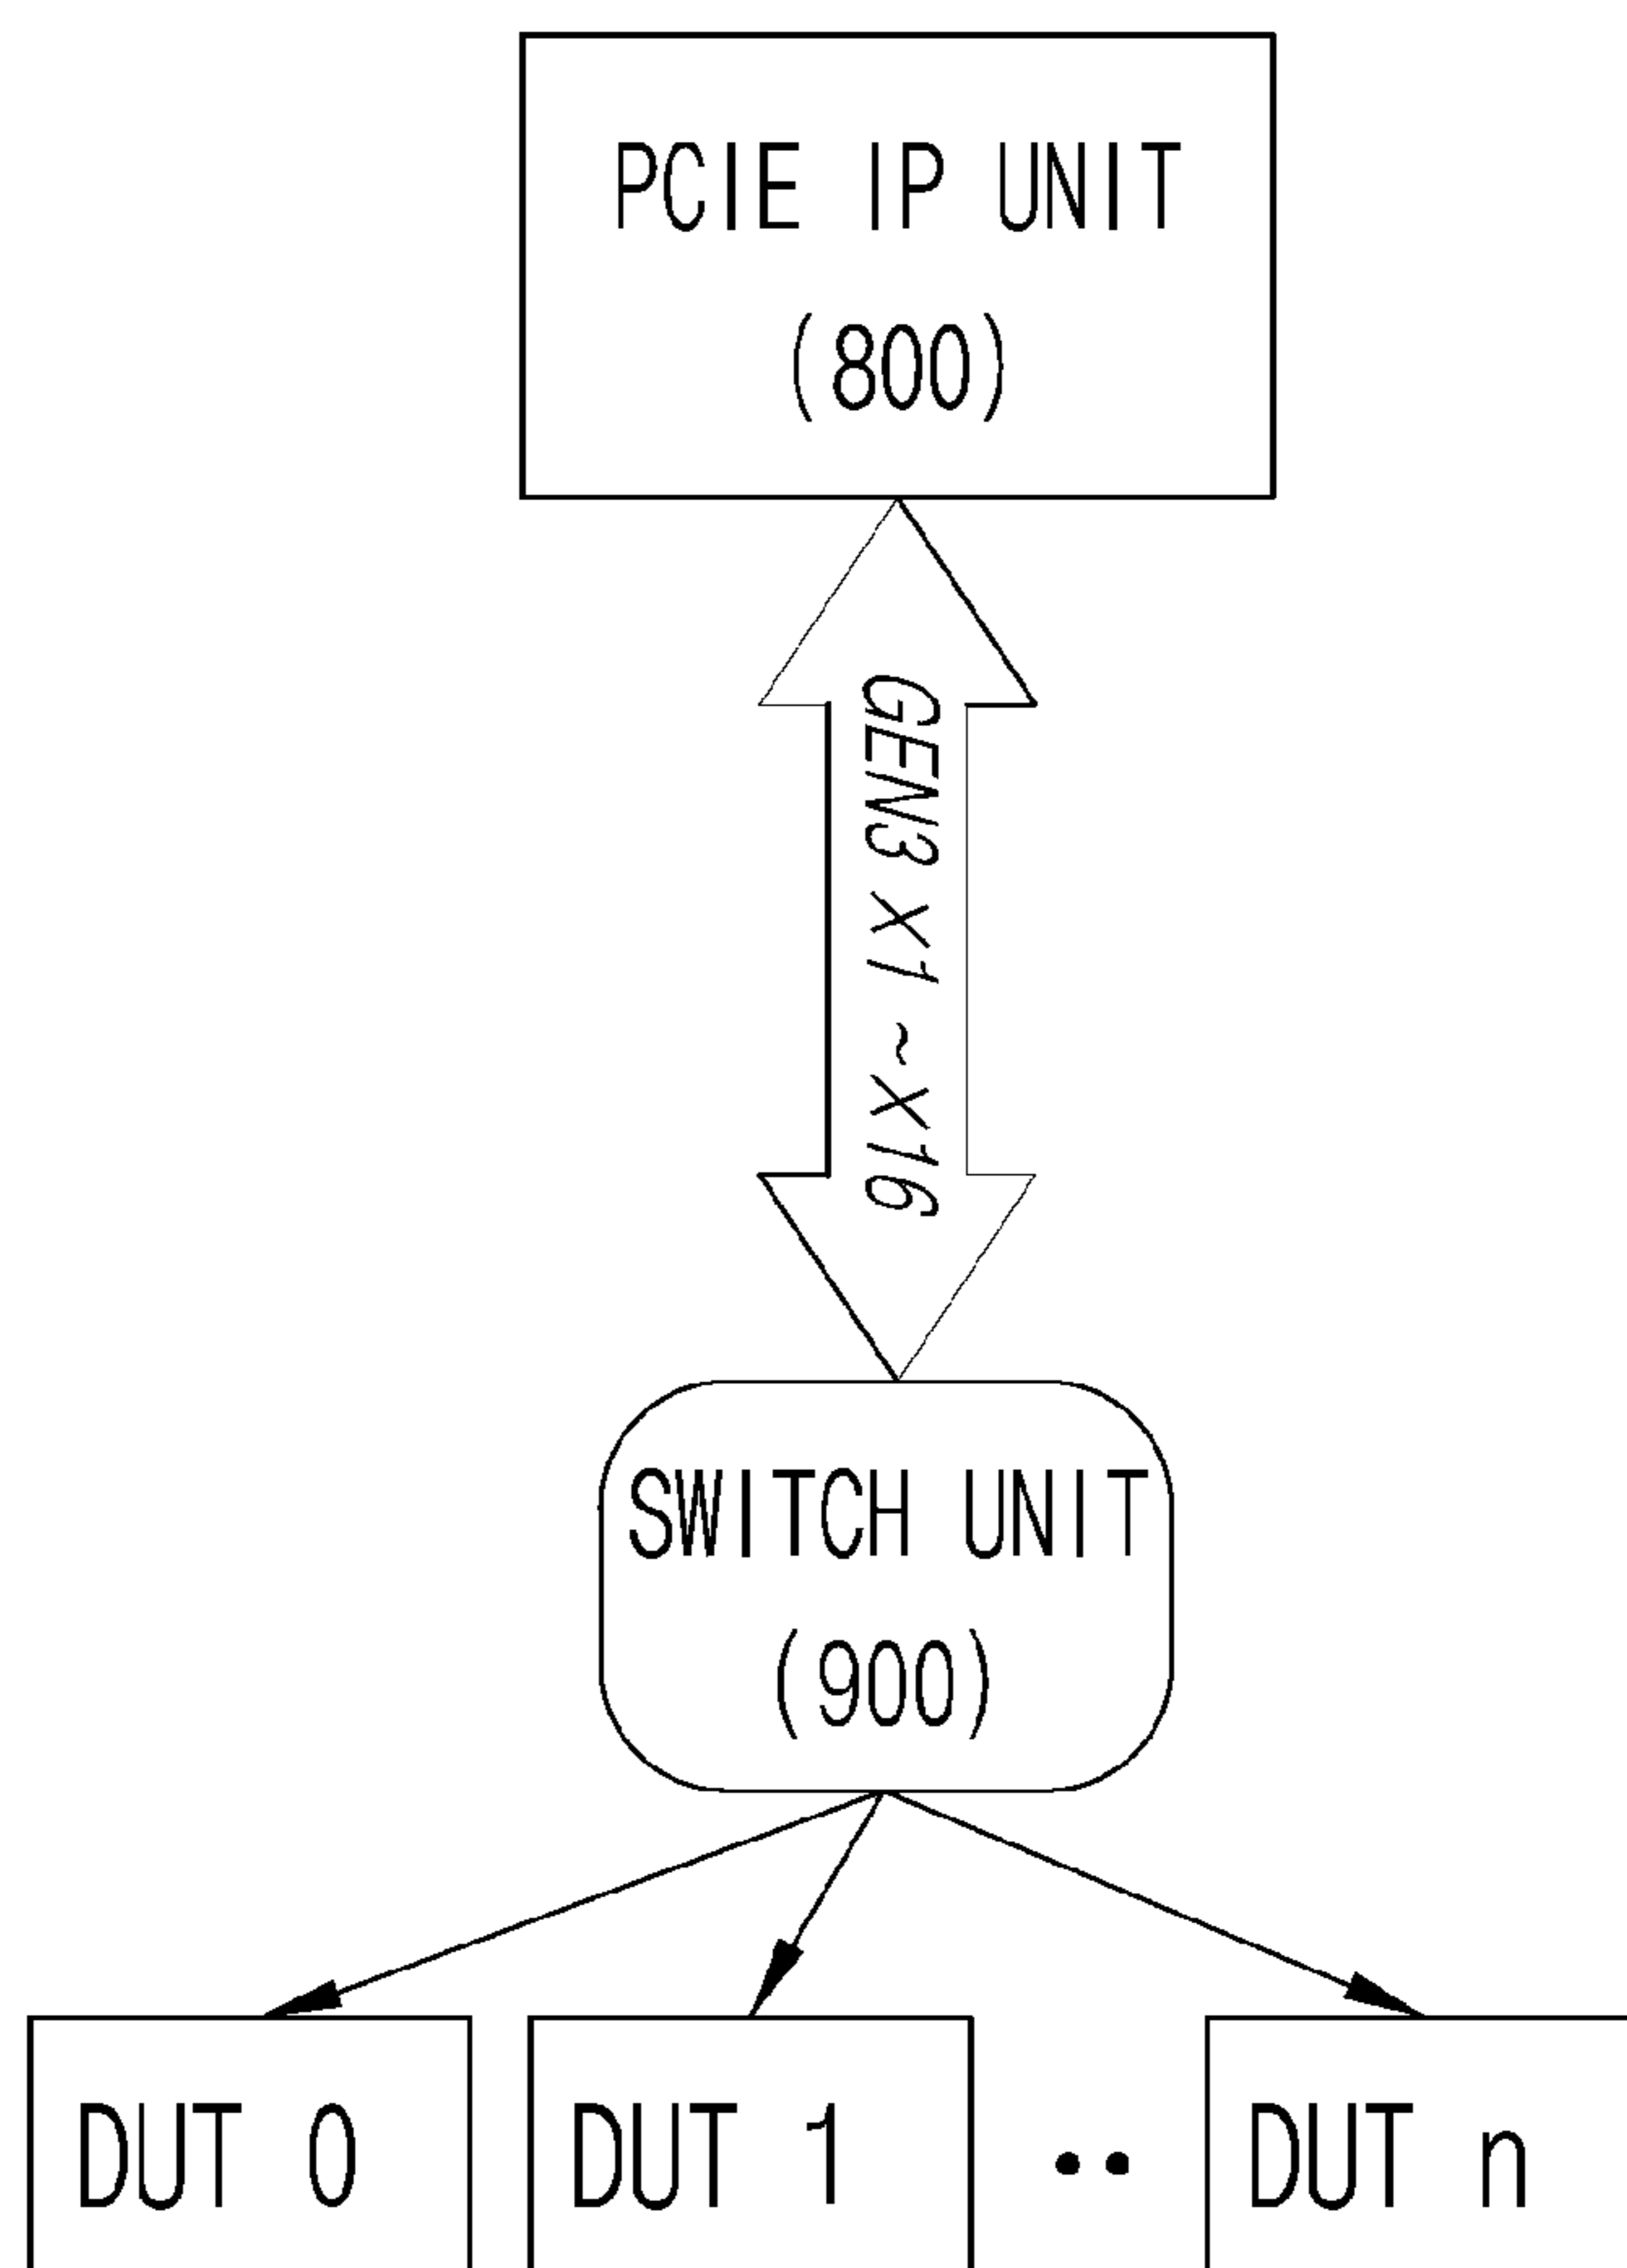 PCIE IP UNIT
(800)
GEN3 X1 ~X16
SWITCH UNIT
(900)
DUT 0
DUT 1
••
DUT n